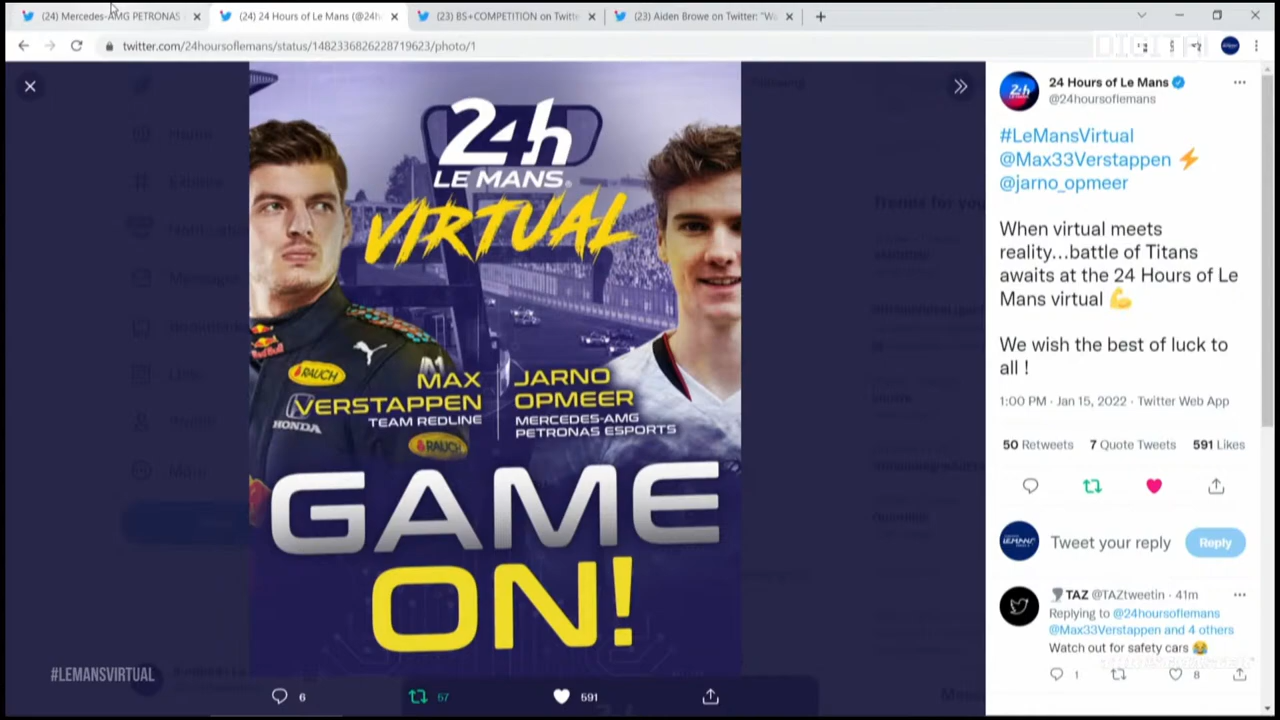 (24) Mercedes-AMG PETRONAS
(24) 24 Hours of Le Mans (@24h
(23) BS+COMPETITION on Twitt
(23) Aiden Browe on Twitter: "W
twitter.com/24hoursoflemans/status/1482336826228719623/photo/1
24h
LE MANS
VIRTUAL
Red Bull
RAUCH
HONDA
MAX
VERSTAPPEN
TEAM REDLINE
RAUCH
JARNO
OPMEER
MERCEDES-AMG
PETRONAS ESPORTS
GAME
ON!
#LEMANSVIRTUAL
6
57
591
24h
24 Hours of Le Mans
@24hoursoflemans
#LeMansVirtual
@Max33Verstappen ⚡
@jarno_opmeer
When virtual meets
reality...battle of Titans
awaits at the 24 Hours of Le
Mans virtual 💪
We wish the best of luck to
all !
1:00 PM · Jan 15, 2022 · Twitter Web App
50 Retweets 7 Quote Tweets 591 Likes
LEMANS
Tweet your reply
Reply
TAZ @TAZtweetin · 41m
Replying to @24hoursoflemans
@Max33Verstappen and 4 others
Watch out for safety cars 😂
1
8